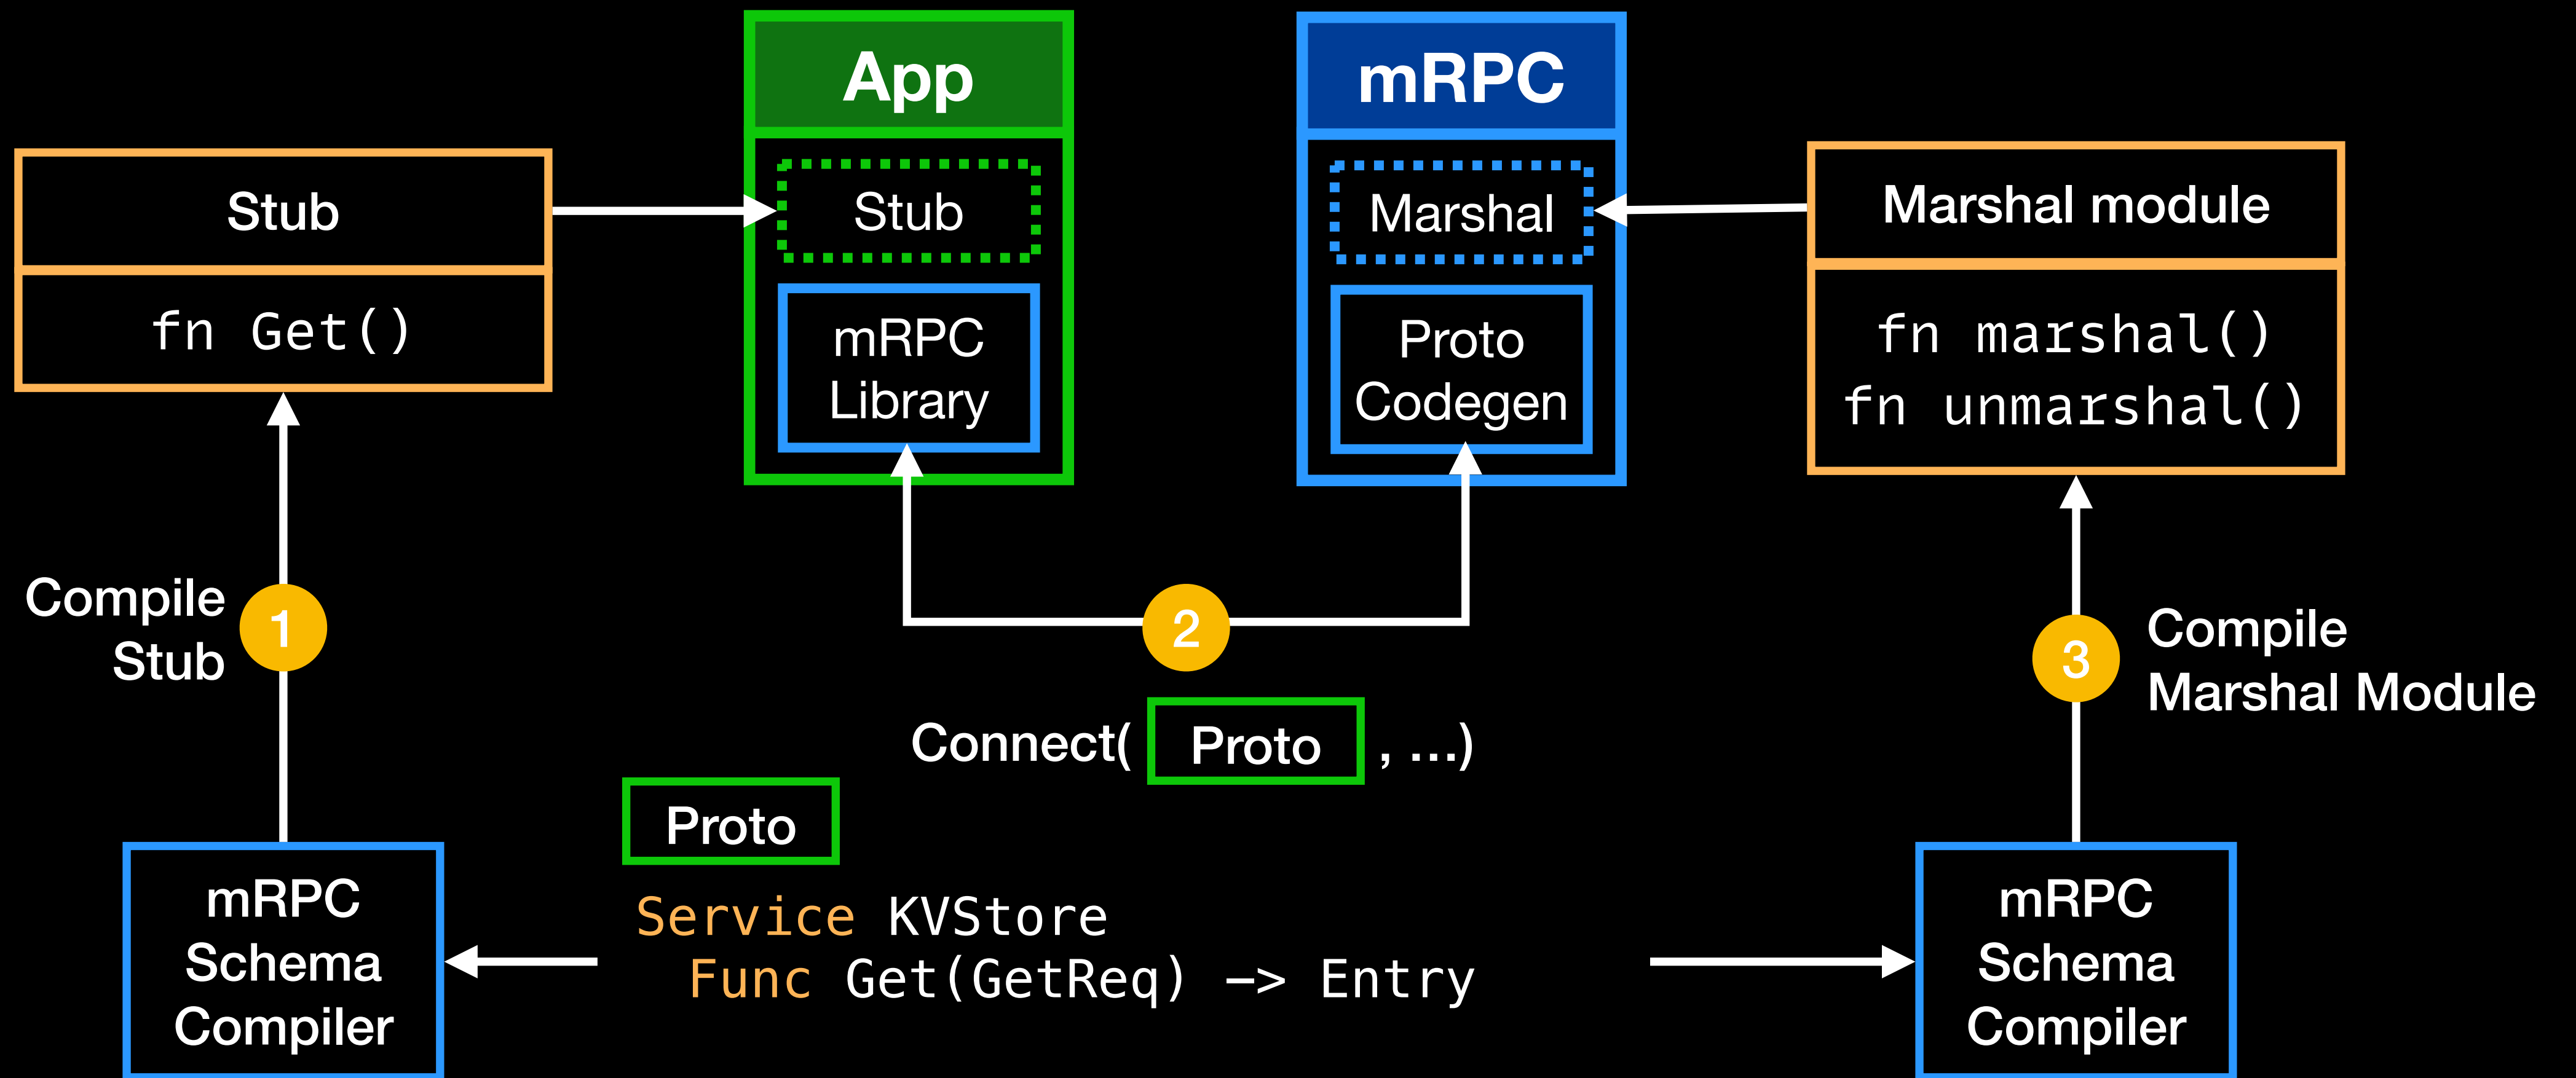 App
mRPC
Stub
fn Get()
Stub
mRPC
Library
Marshal
Proto
Codegen
Marshal module
fn marshal()
fn unmarshal()
Compile
Stub
1
2
3
Compile
Marshal Module
Connect( Proto , ...)
Proto
Service KVStore
Func Get(GetReq) –> Entry
mRPC
Schema
Compiler
mRPC
Schema
Compiler